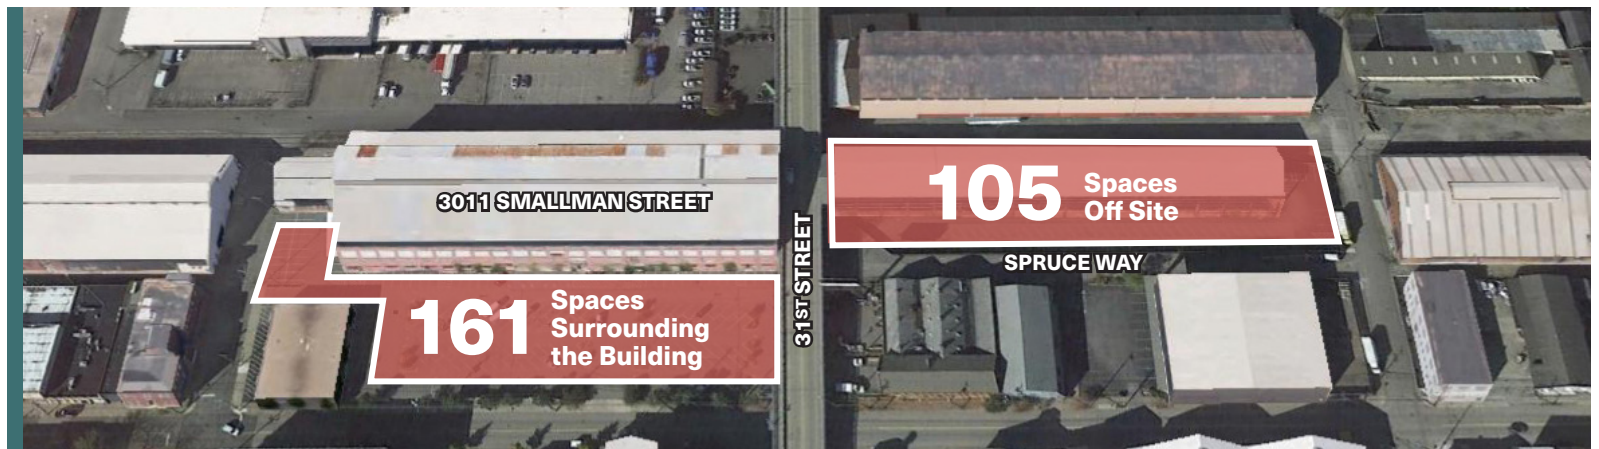 3011 SMALLMAN STREET
161
Spaces
Surrounding
the Building
31ST STREET
105
Spaces
Off Site
SPRUCE WAY